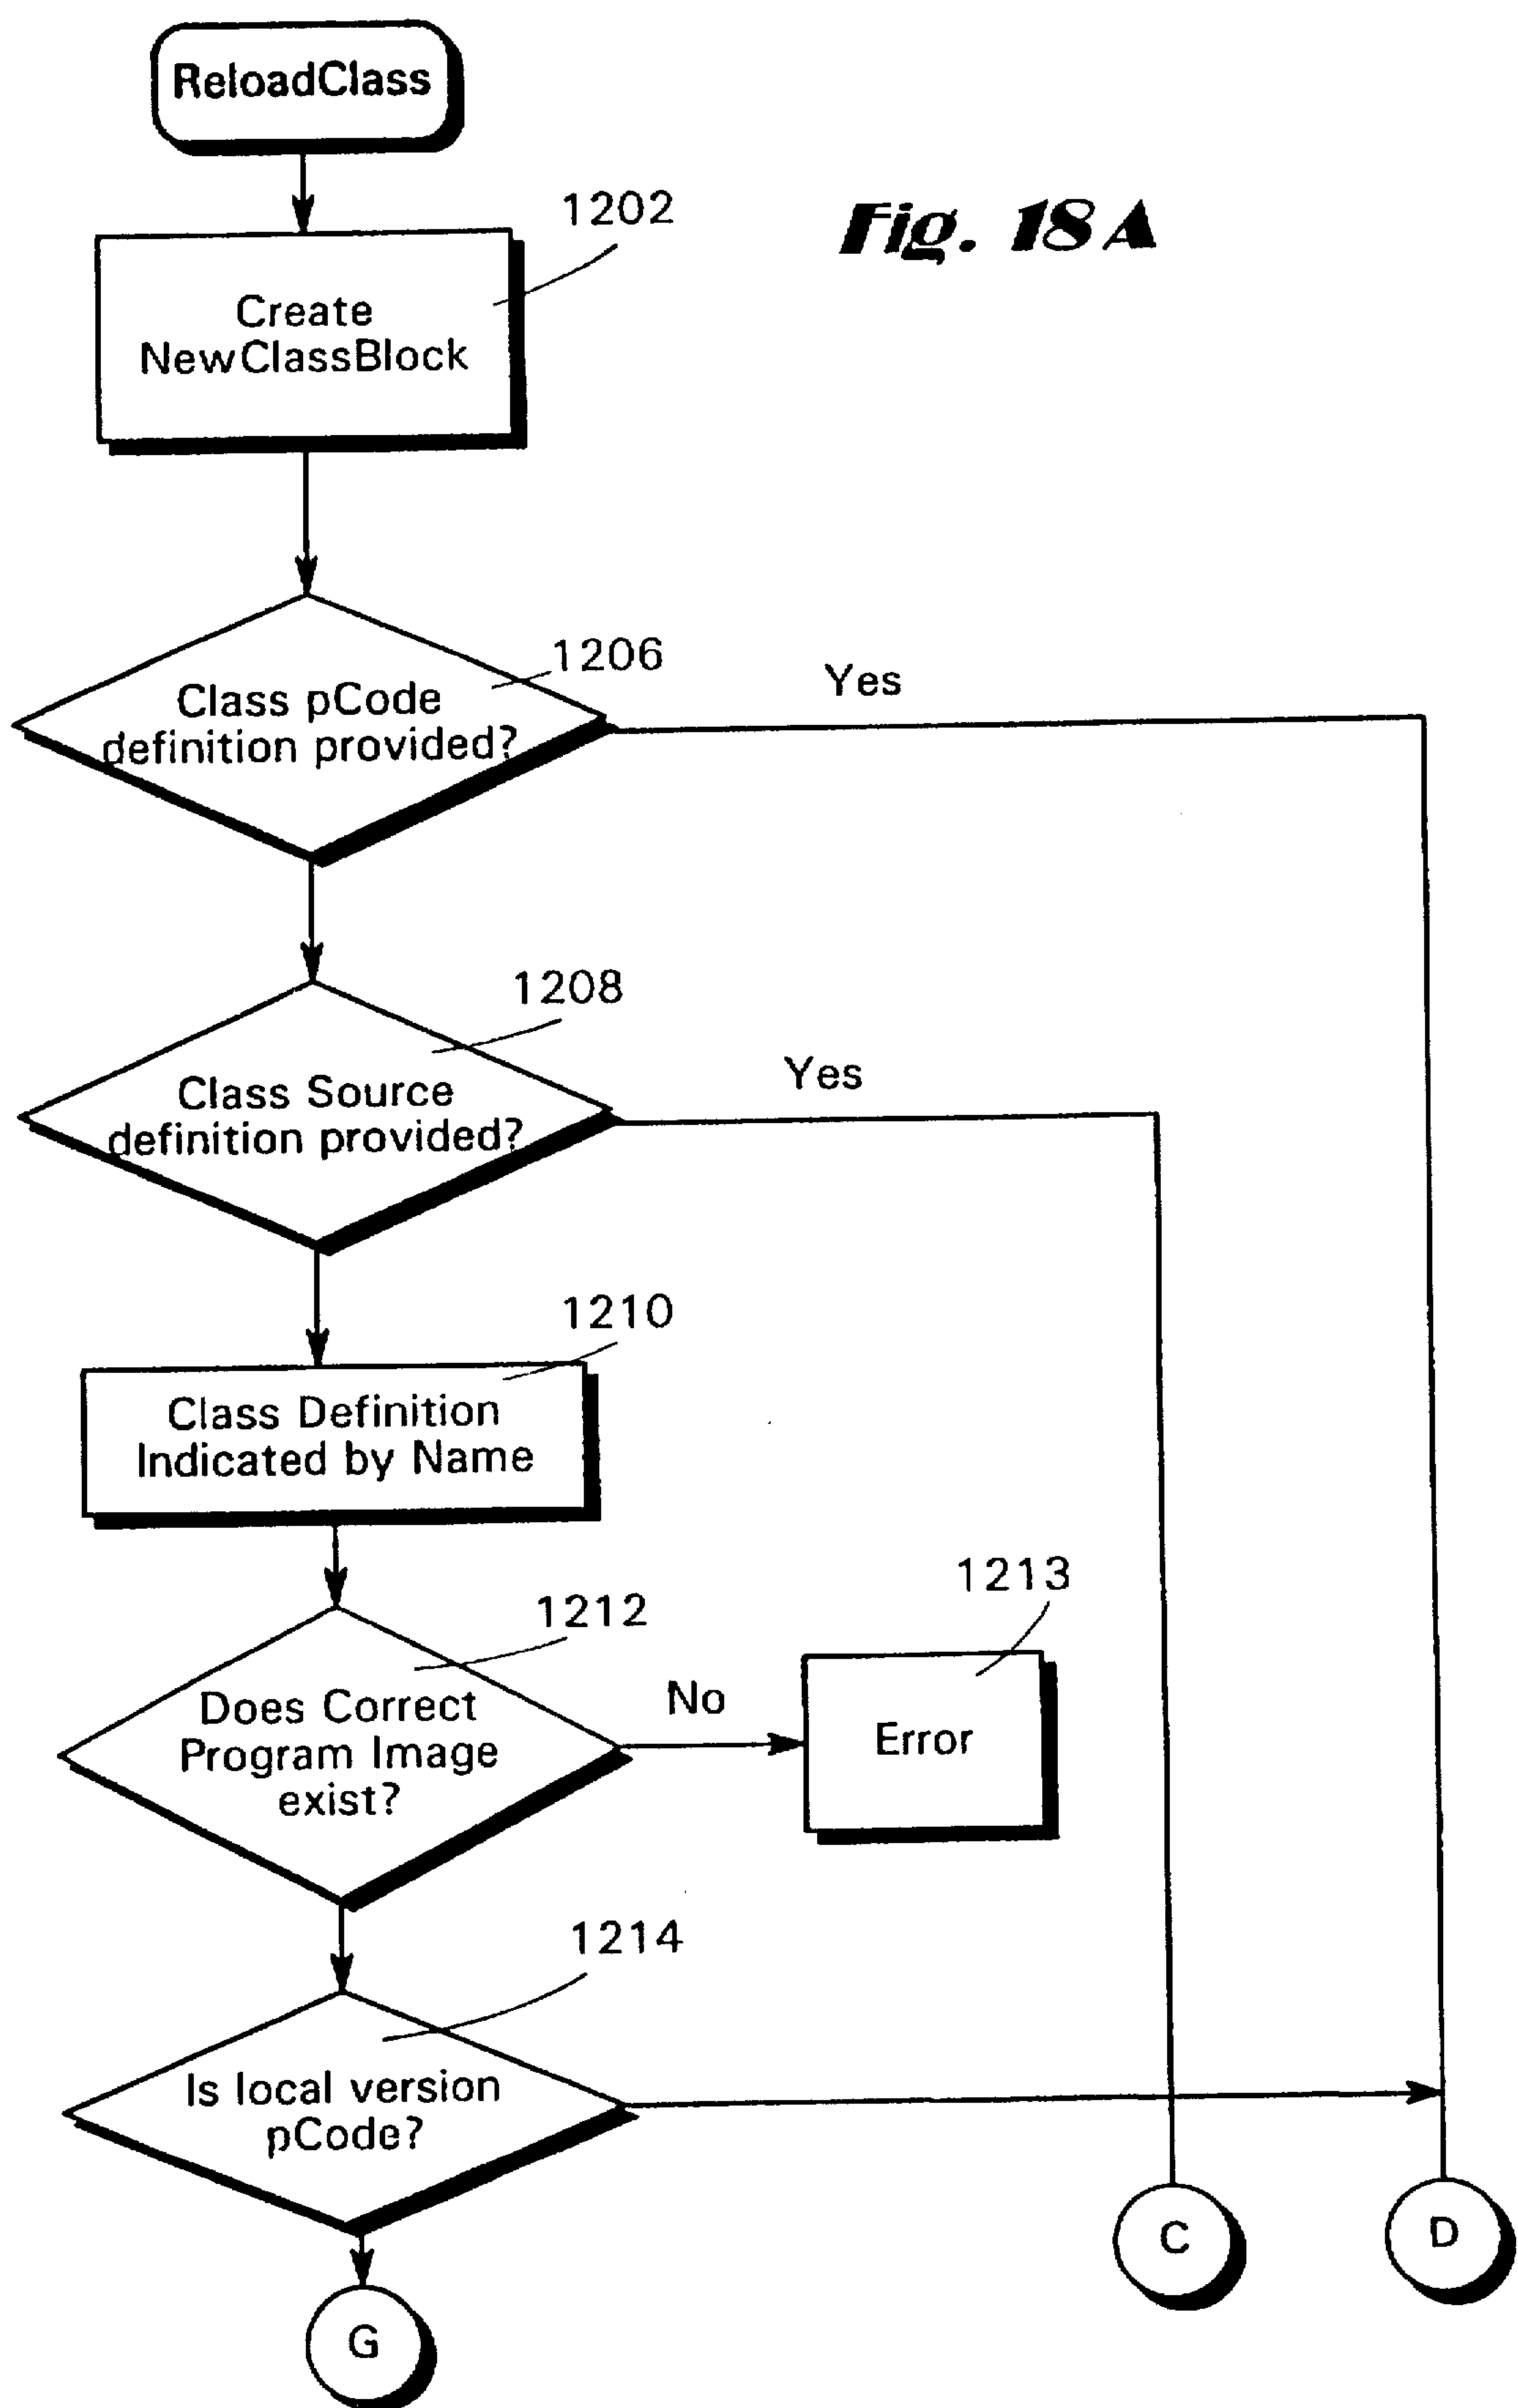 ReloadClass
1202
Fig. 18A
Create
NewClassBlock
1206
Yes
Class pCode
definition provided?
1208
Yes
Class Source
definition provided?
1210
Class Definition
Indicated by Name
1212
1213
No
Does Correct
Program Image
exist?
Error
1214
Is local version
pCode?
C
D
G